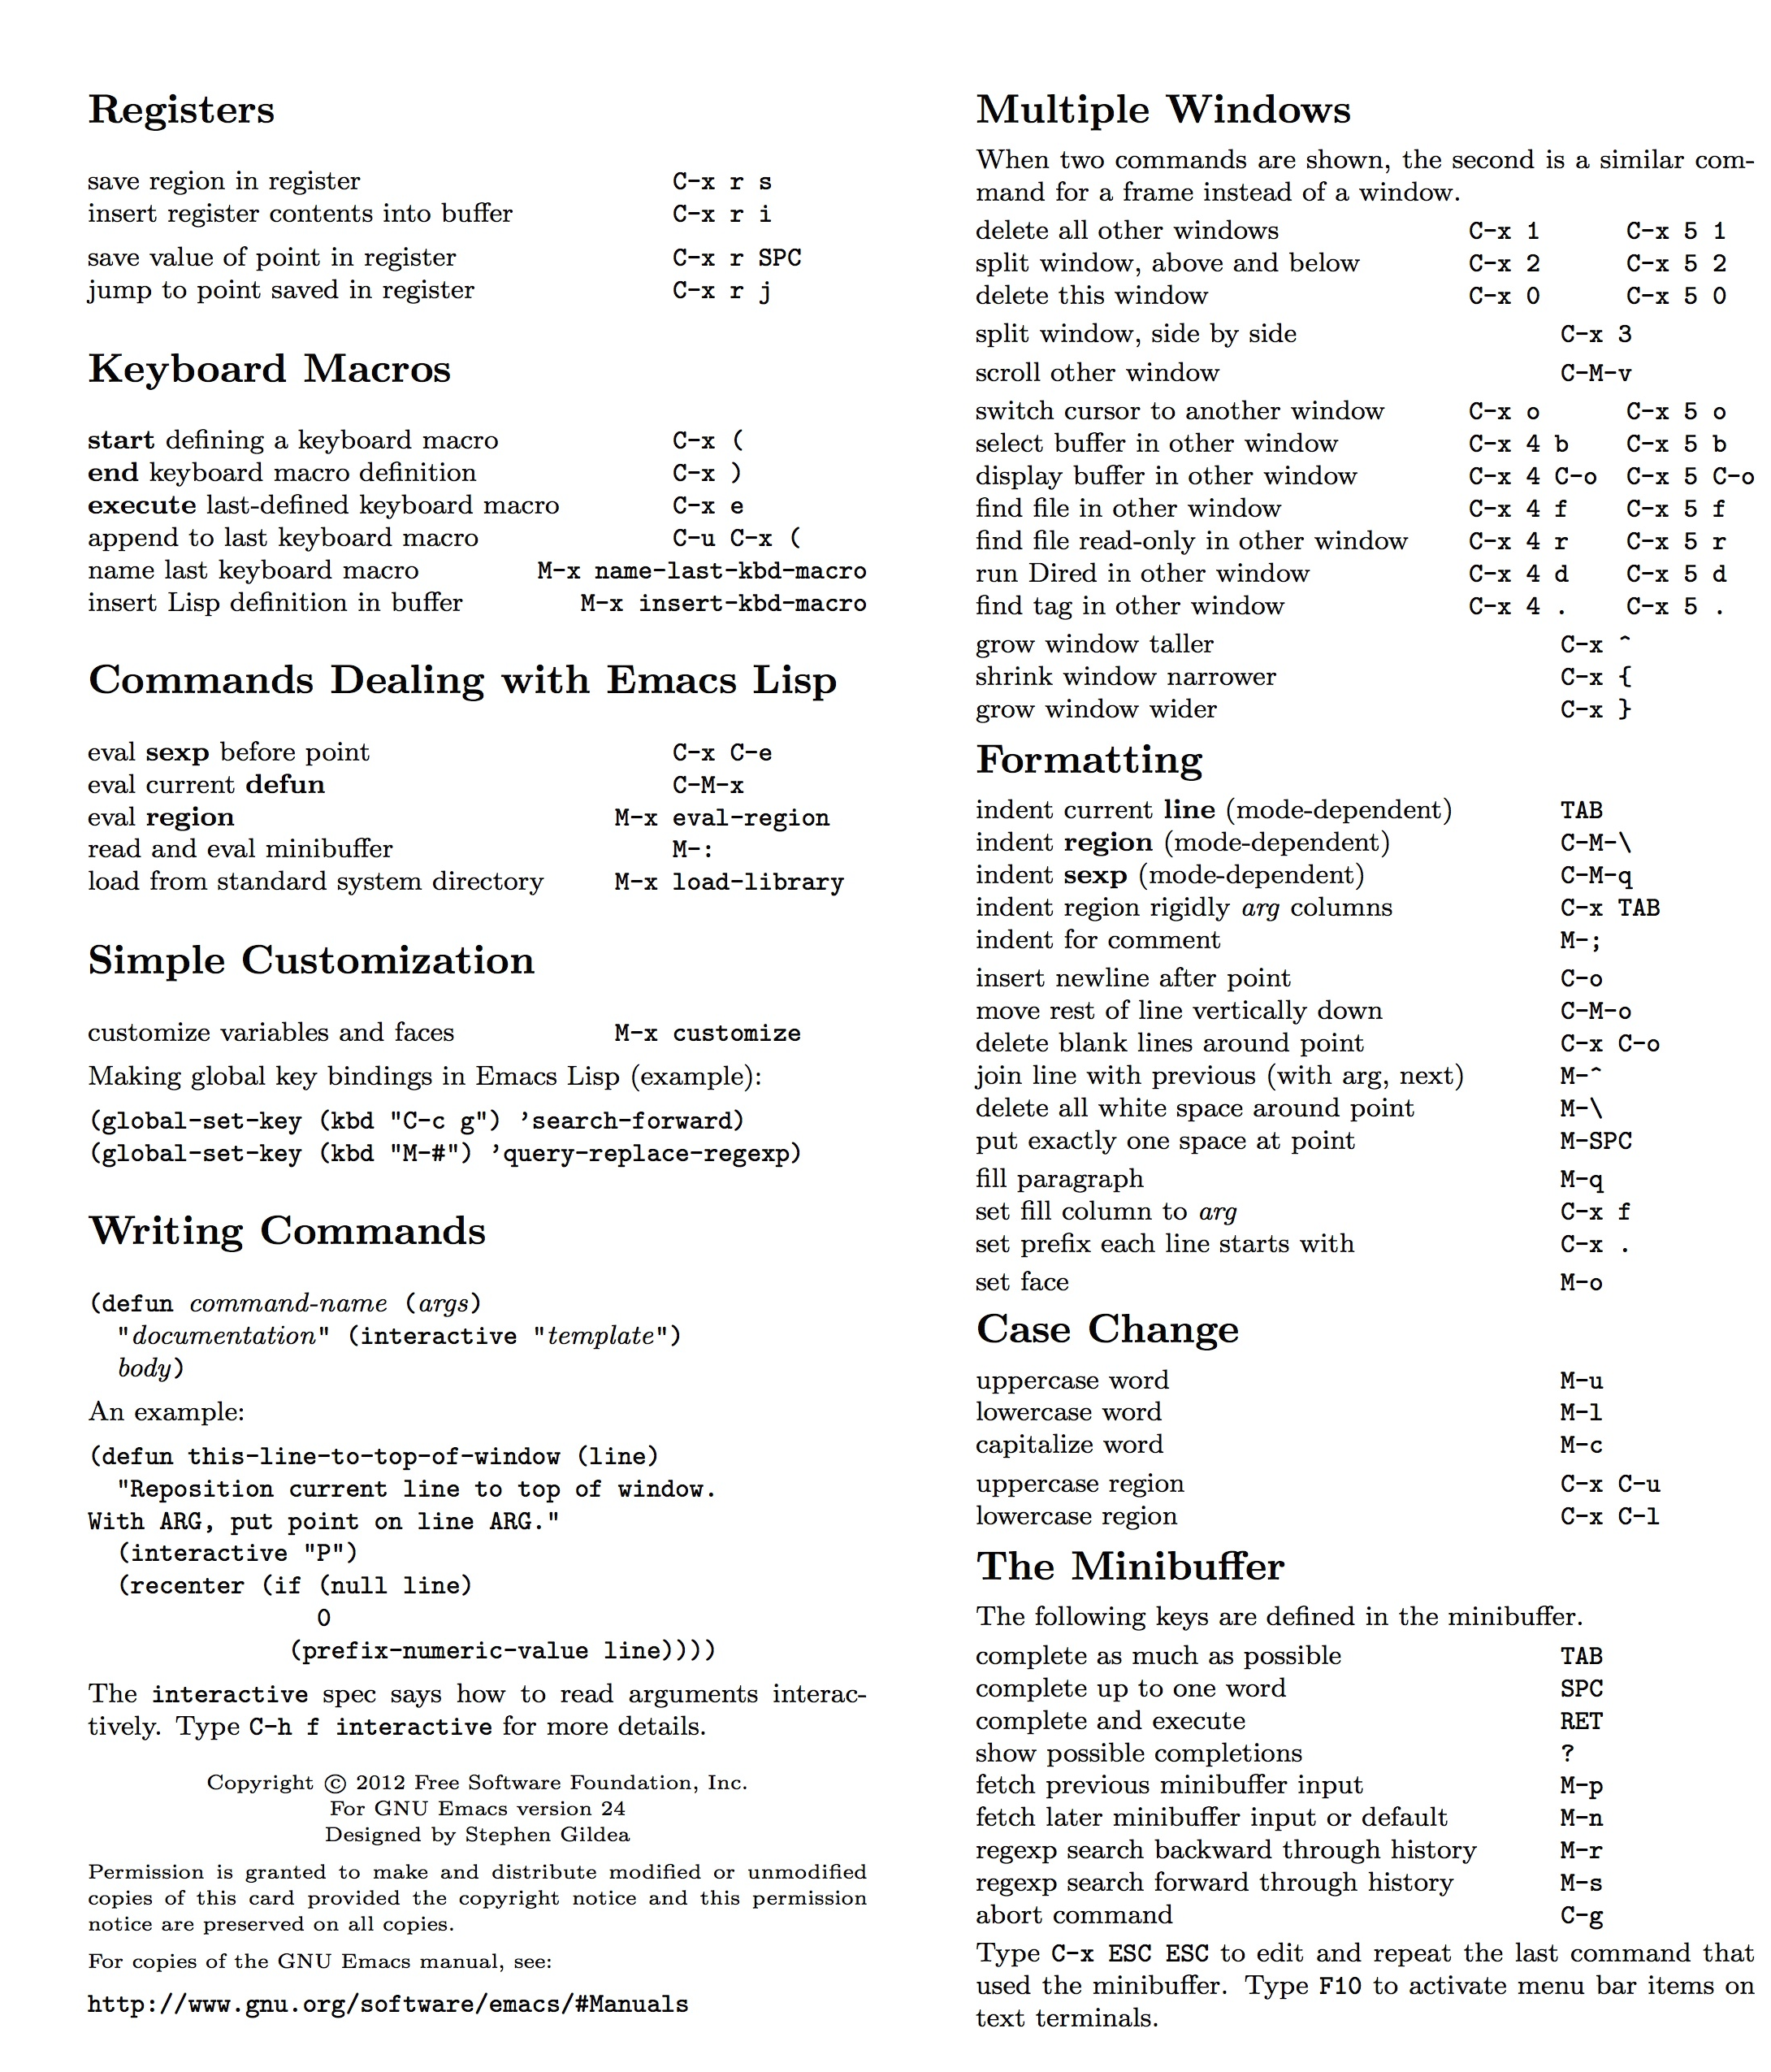 Registers
save region in register C-x r s
insert register contents into buffer C-x r i
save value of point in register C-x r SPC
jump to point saved in register C-x r j
Keyboard Macros
start defining a keyboard macro C-x (
end keyboard macro definition C-x )
execute last-defined keyboard macro C-x e
append to last keyboard macro C-u C-x (
name last keyboard macro M-x name-last-kbd-macro
insert Lisp definition in buffer M-x insert-kbd-macro
Commands Dealing with Emacs Lisp
eval sexp before point C-x C-e
eval current defun C-M-x
eval region M-x eval-region
read and eval minibuffer M-:
load from standard system directory M-x load-library
Simple Customization
customize variables and faces M-x customize
Making global key bindings in Emacs Lisp (example):
(global-set-key (kbd "C-c g") ’search-forward)
(global-set-key (kbd "M-#") ’query-replace-regexp)
Writing Commands
(defun command-name (args)
  "documentation" (interactive "template")
  body)
An example:
(defun this-line-to-top-of-window (line)
  "Reposition current line to top of window.
With ARG, put point on line ARG."
  (interactive "P")
  (recenter (if (null line)
                0
              (prefix-numeric-value line))))
The interactive spec says how to read arguments interac-
tively. Type C-h f interactive for more details.
Copyright © 2012 Free Software Foundation, Inc.
For GNU Emacs version 24
Designed by Stephen Gildea
Permission is granted to make and distribute modified or unmodified
copies of this card provided the copyright notice and this permission
notice are preserved on all copies.
For copies of the GNU Emacs manual, see:
http://www.gnu.org/software/emacs/#Manuals
Multiple Windows
When two commands are shown, the second is a similar com-
mand for a frame instead of a window.
delete all other windows C-x 1 C-x 5 1
split window, above and below C-x 2 C-x 5 2
delete this window C-x 0 C-x 5 0
split window, side by side C-x 3
scroll other window C-M-v
switch cursor to another window C-x o C-x 5 o
select buffer in other window C-x 4 b C-x 5 b
display buffer in other window C-x 4 C-o C-x 5 C-o
find file in other window C-x 4 f C-x 5 f
find file read-only in other window C-x 4 r C-x 5 r
run Dired in other window C-x 4 d C-x 5 d
find tag in other window C-x 4 . C-x 5 .
grow window taller C-x ^
shrink window narrower C-x {
grow window wider C-x }
Formatting
indent current line (mode-dependent) TAB
indent region (mode-dependent) C-M-\
indent sexp (mode-dependent) C-M-q
indent region rigidly arg columns C-x TAB
indent for comment M-;
insert newline after point C-o
move rest of line vertically down C-M-o
delete blank lines around point C-x C-o
join line with previous (with arg, next) M-^
delete all white space around point M-\
put exactly one space at point M-SPC
fill paragraph M-q
set fill column to arg C-x f
set prefix each line starts with C-x .
set face M-o
Case Change
uppercase word M-u
lowercase word M-l
capitalize word M-c
uppercase region C-x C-u
lowercase region C-x C-l
The Minibuffer
The following keys are defined in the minibuffer.
complete as much as possible TAB
complete up to one word SPC
complete and execute RET
show possible completions ?
fetch previous minibuffer input M-p
fetch later minibuffer input or default M-n
regexp search backward through history M-r
regexp search forward through history M-s
abort command C-g
Type C-x ESC ESC to edit and repeat the last command that
used the minibuffer. Type F10 to activate menu bar items on
text terminals.